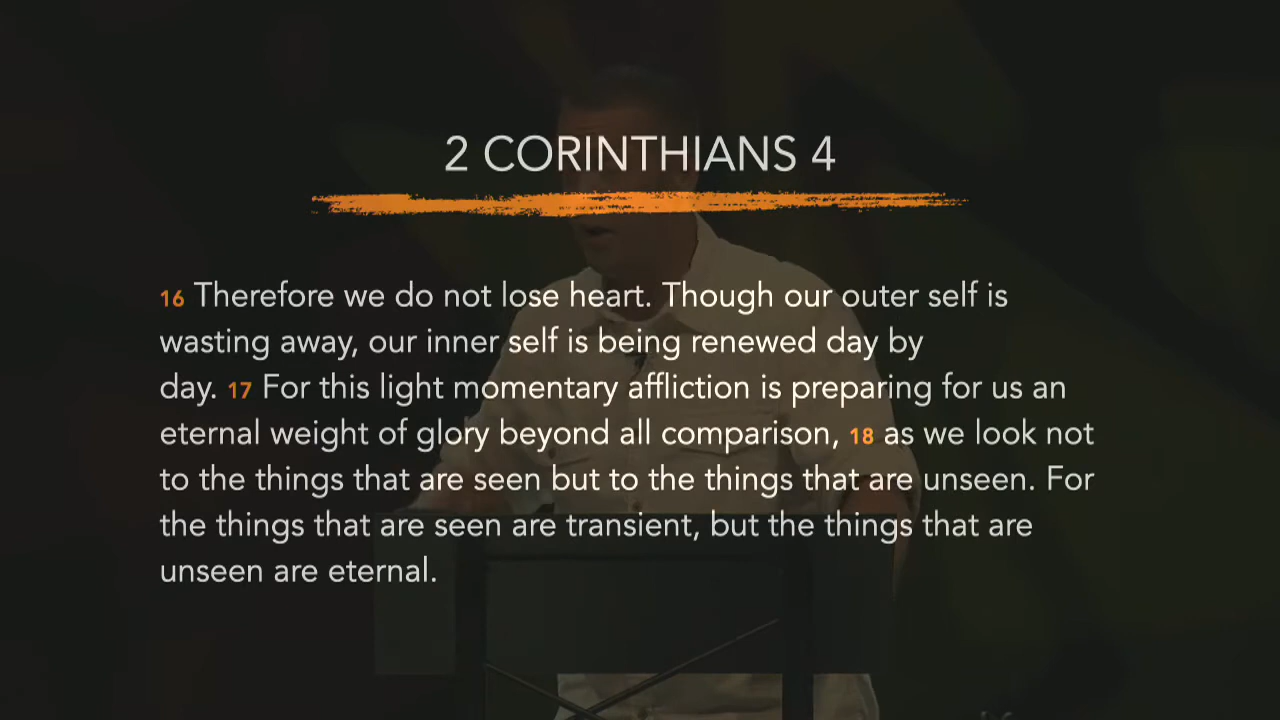 2 CORINTHIANS 4
16 Therefore we do not lose heart. Though our outer self is
wasting away, our inner self is being renewed day by
day. 17 For this light momentary affliction is preparing for us an
eternal weight of glory beyond all comparison, 18 as we look not
to the things that are seen but to the things that are unseen. For
the things that are seen are transient, but the things that are
unseen are eternal.